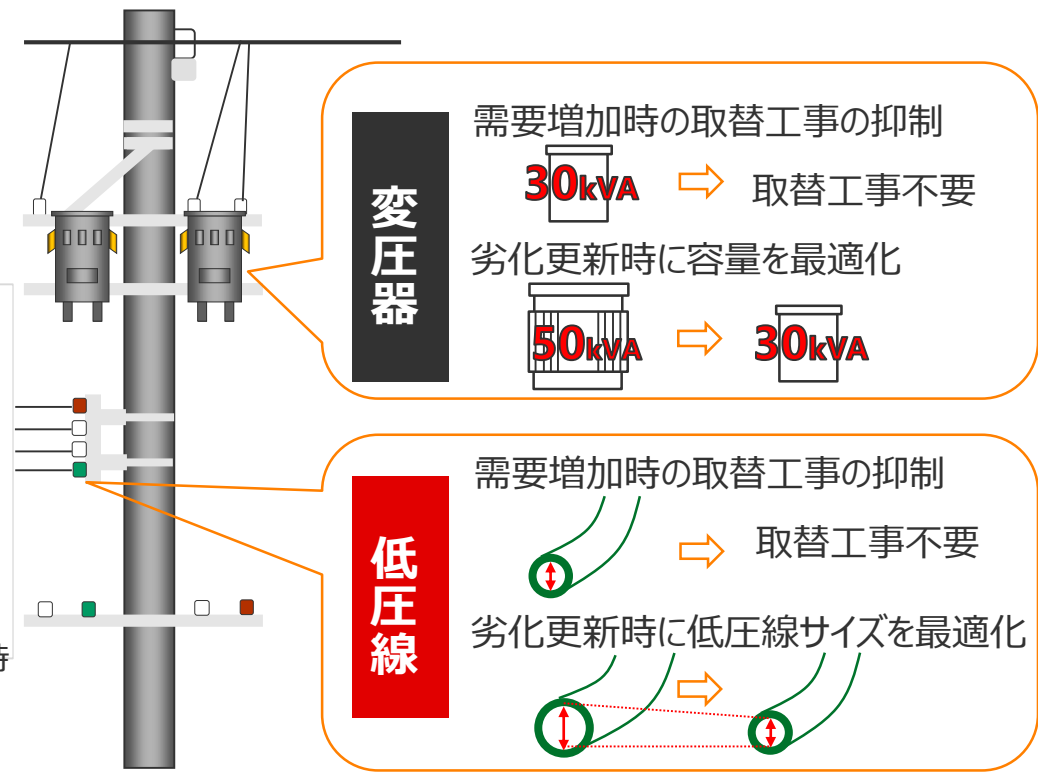 変圧器
需要増加時の取替工事の抑制
30kVA
取替工事不要
劣化更新時に容量を最適化
50kVA
30kVA
低圧線
需要増加時の取替工事の抑制
取替工事不要
劣化更新時に低圧線サイズを最適化